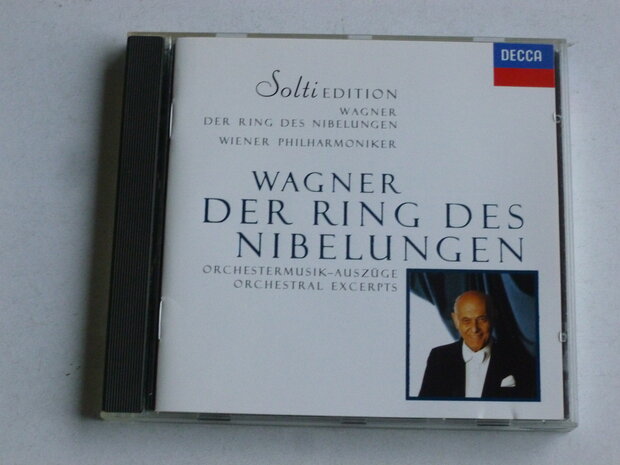 DECCA
Solti EDITION
WAGNER
DER RING DES NIBELUNGEN
WIENER PHILHARMONIKER
WAGNER
DER RING DES
NIBELUNGEN
ORCHESTERMUSIK-AUSZÜGE
ORCHESTRAL EXCERPTS